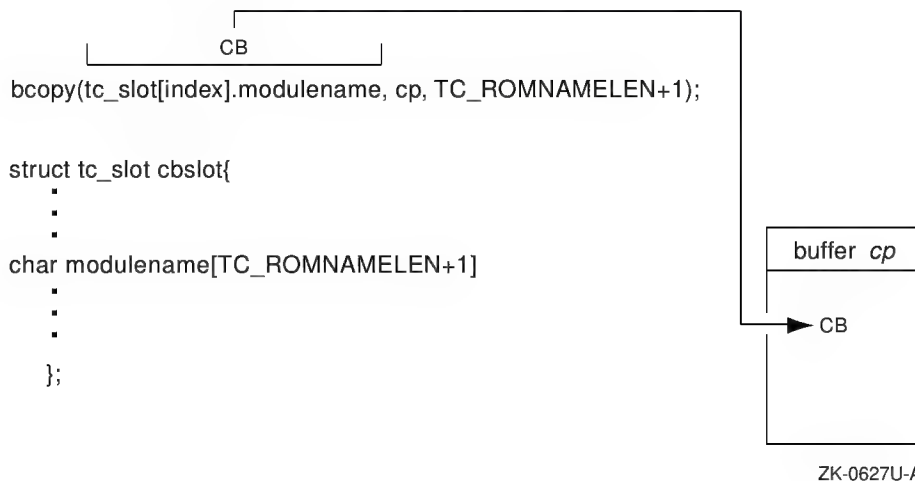 CB
bcopy(tc_slot[index].modulename, cp, TC_ROMNAMELEN+1);
struct tc_slot cbslot{
char modulename[TC_ROMNAMELEN+1]
};
buffer cp
CB
ZK-0627U-A